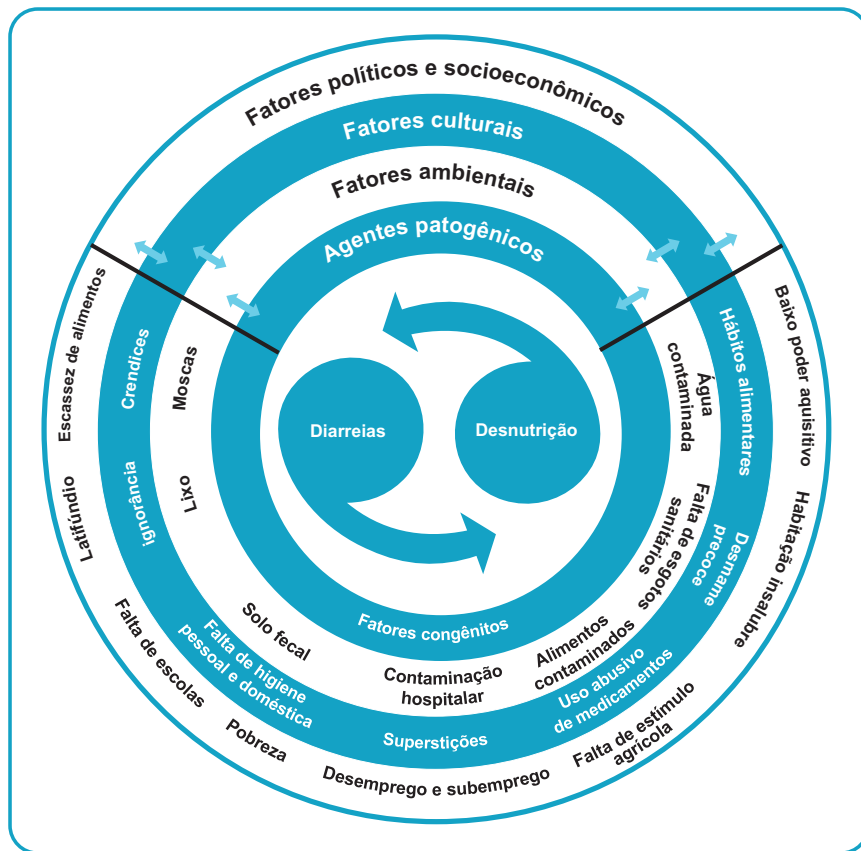 Fatores políticos e socioeconômicos
Fatores culturais
Fatores ambientais
Agentes patogênicos
Diarreias
Desnutrição
Fatores congênitos
Moscas
Lixo
Solo fecal
Contaminação
hospitalar
Alimentos
contaminados
Falta de esgotos
sanitários
Água
contaminada
Crendices
ignorância
Falta de higiene
pessoal e doméstica
Superstições
Uso abusivo
de medicamentos
Desmame
precoce
Hábitos alimentares
Escassez de alimentos
Latifúndio
Falta de escolas
Pobreza
Desemprego e subemprego
Falta de estímulo
agrícola
Habitação insalubre
Baixo poder aquisitivo